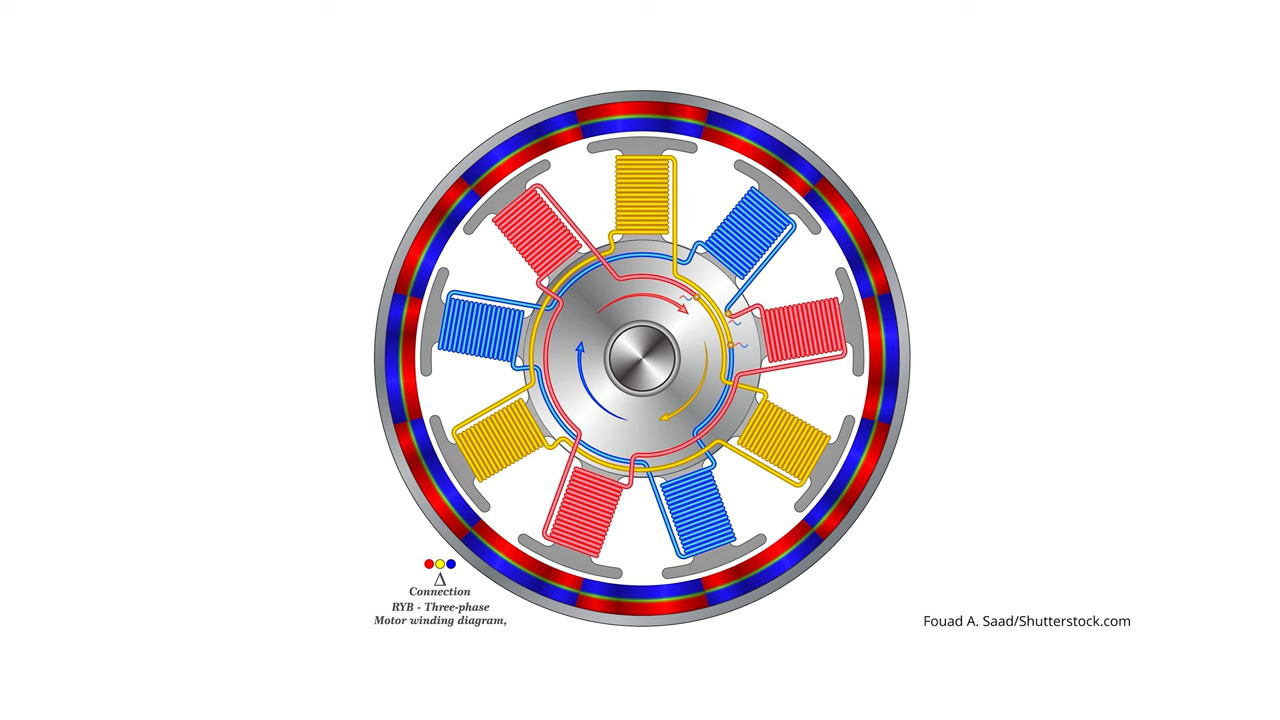 Δ
Connection
RYB - Three-phase
Motor winding diagram,
Fouad A. Saad/Shutterstock.com